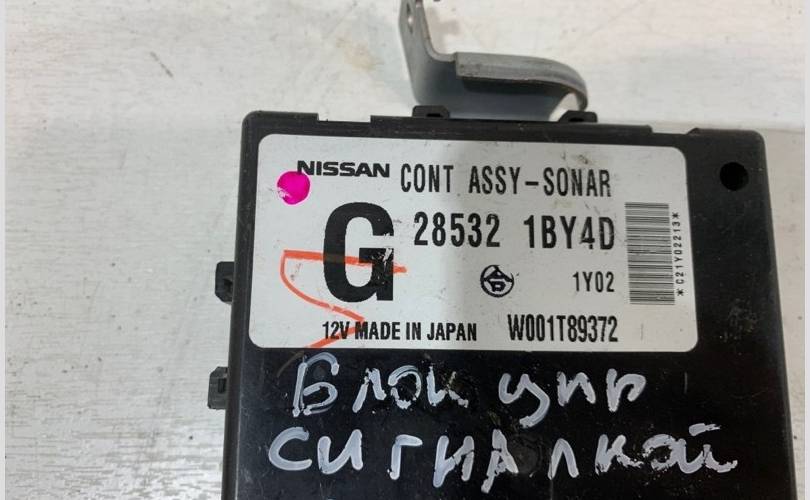 NISSAN CONT ASSY-SONAR
G 28532 1BY4D
1Y02
*C21Y02213*
12V MADE IN JAPAN W001T89372
Блок упр
сигналкой